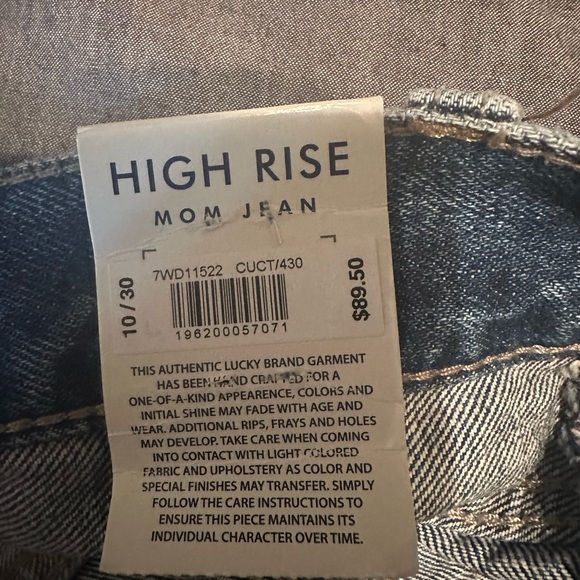 HIGH RISE
MOM JEAN
7WD11522 CUCT/430
10/30
$89.50
196200057071
THIS AUTHENTIC LUCKY BRAND GARMENT
HAS BEEN HAND CRAFTED FOR A
ONE-OF-A-KIND APPEARENCE, COLORS AND
INITIAL SHINE MAY FADE WITH AGE AND
WEAR. ADDITIONAL RIPS, FRAYS AND HOLES
MAY DEVELOP. TAKE CARE WHEN COMING
INTO CONTACT WITH LIGHT COLORED
FABRIC AND UPHOLSTERY AS COLOR AND
SPECIAL FINISHES MAY TRANSFER. SIMPLY
FOLLOW THE CARE INSTRUCTIONS TO
ENSURE THIS PIECE MAINTAINS ITS
INDIVIDUAL CHARACTER OVER TIME.